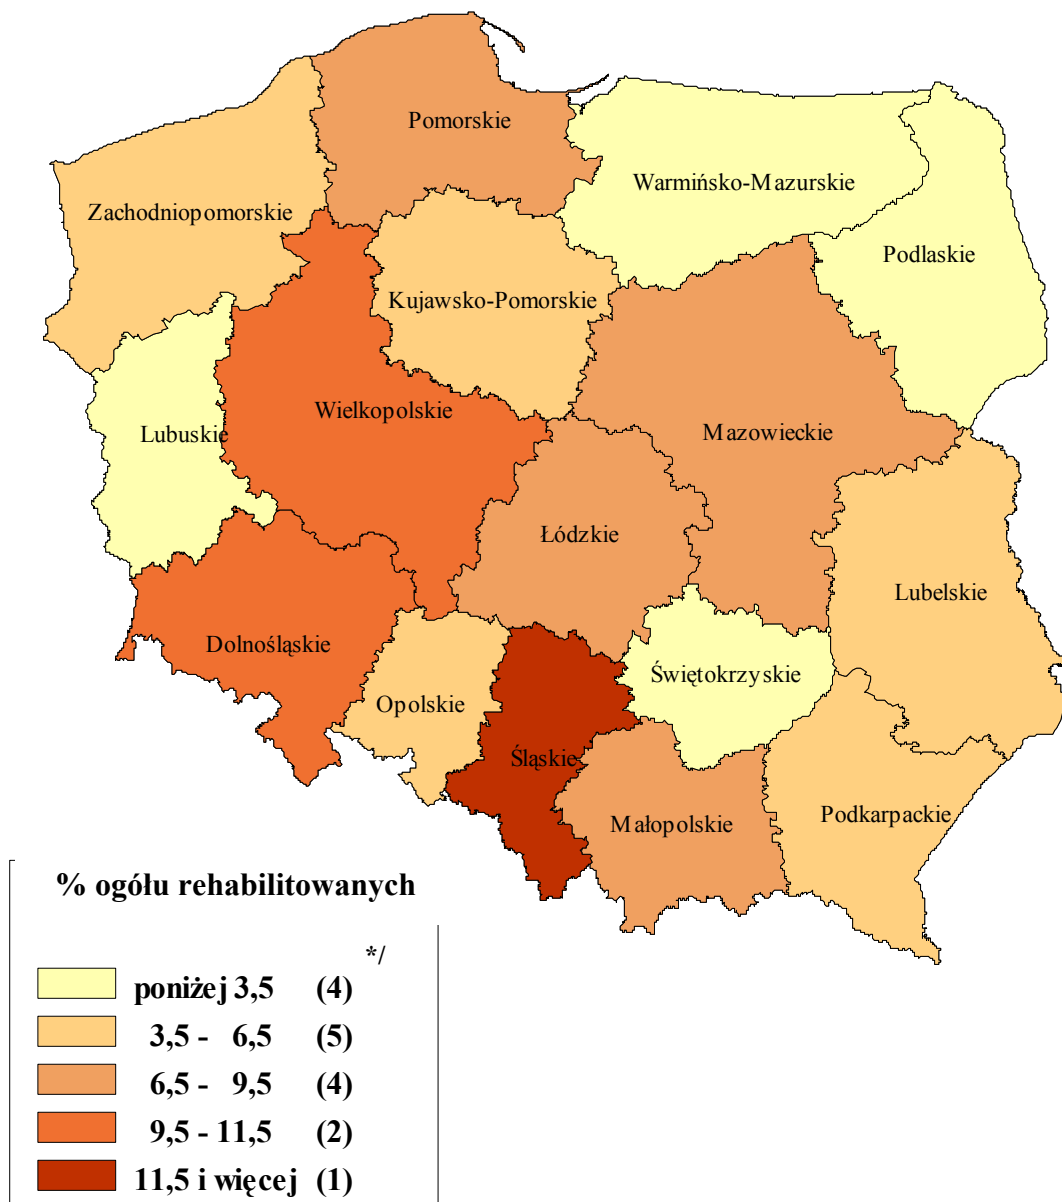 Pomorskie
Warmińsko-Mazurskie
Zachodniopomorskie
Podlaskie
Kujawsko-Pomorskie
Wielkopolskie
Lubuskie
Mazowieckie
Łódzkie
Lubelskie
Dolnośląskie
Świętokrzyskie
Opolskie
Śląskie
Podkarpackie
Małopolskie
% ogółu rehabilitowanych
*/
poniżej 3,5 (4)
3,5 - 6,5 (5)
6,5 - 9,5 (4)
9,5 - 11,5 (2)
11,5 i więcej (1)